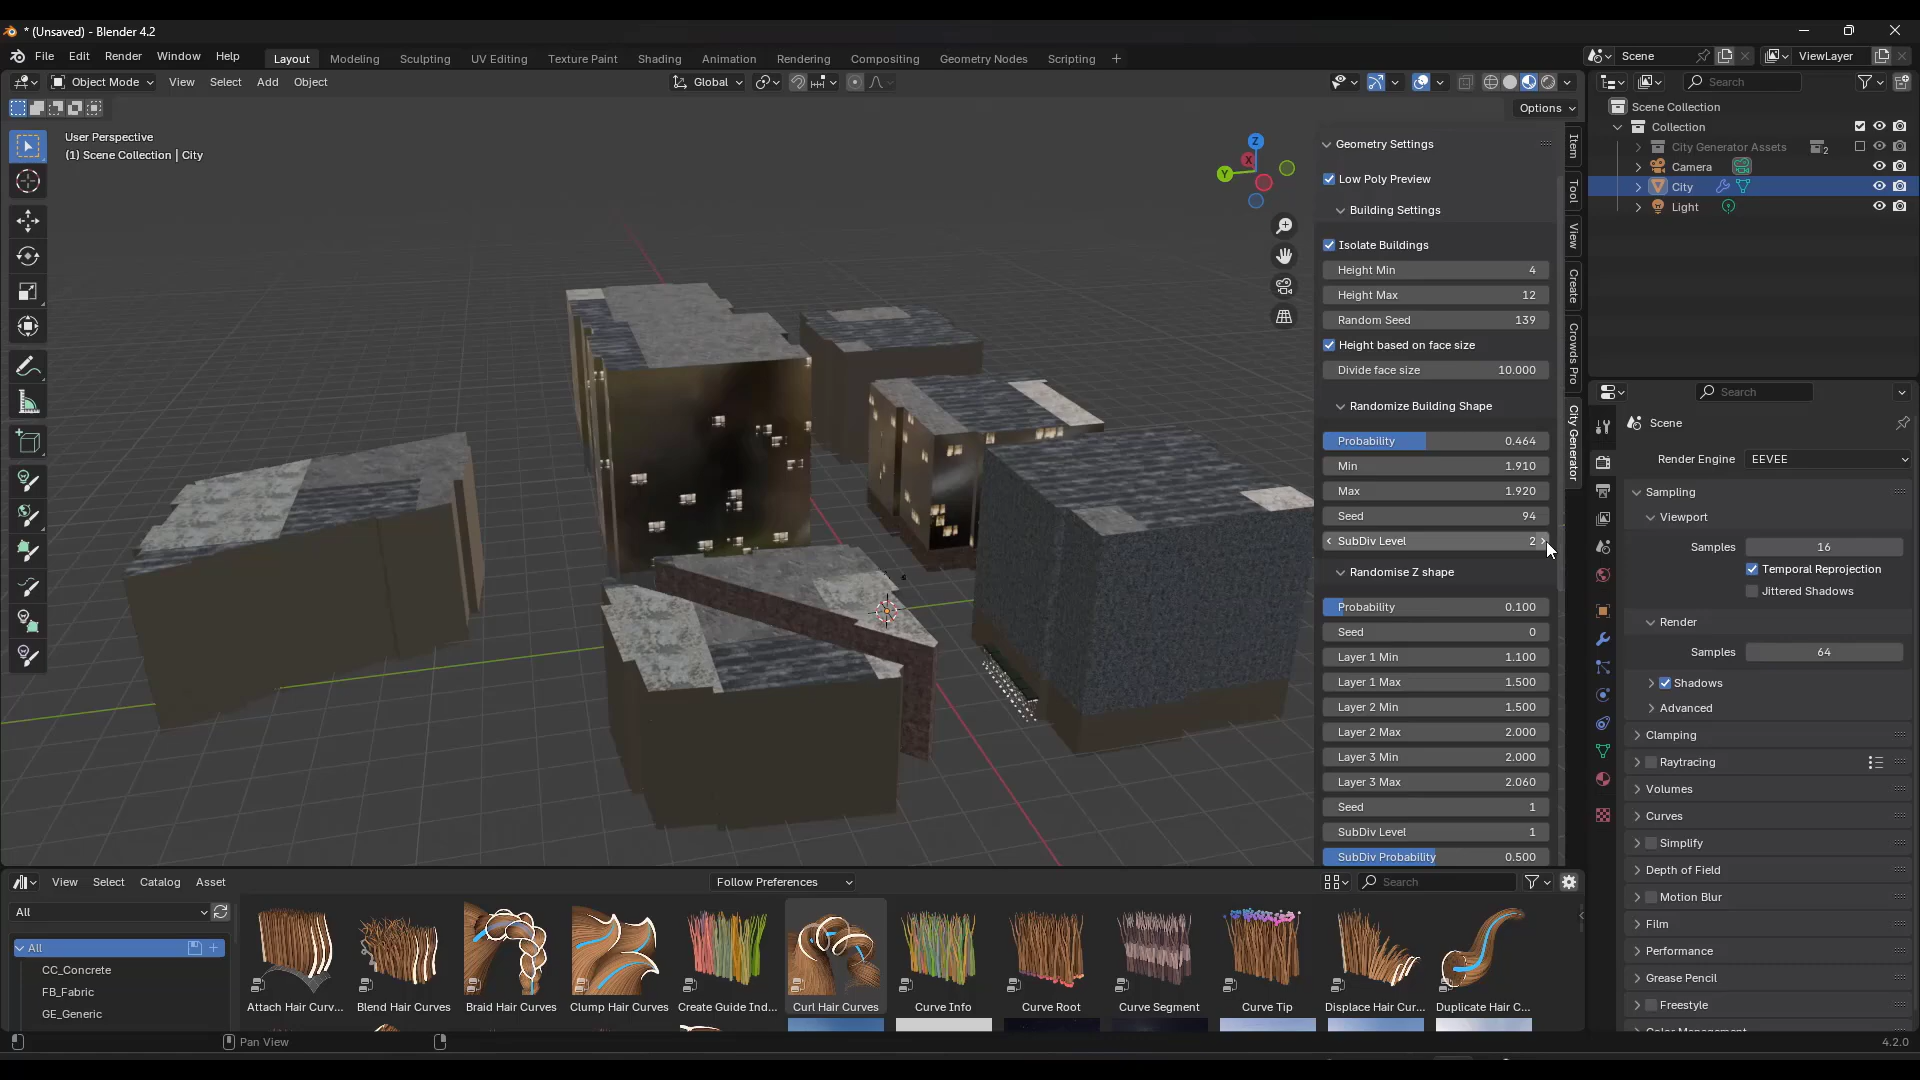 * (Unsaved) - Blender 4.2
File Edit Render Window Help
Layout Modeling Sculpting UV Editing Texture Paint Shading Animation Rendering Compositing Geometry Nodes Scripting +
Scene
ViewLayer
Object Mode View Select Add Object
Global
Search
Options
User Perspective
(1) Scene Collection | City
Z
X
Y
Geometry Settings
Low Poly Preview
Building Settings
Isolate Buildings
Height Min 4
Height Max 12
Random Seed 139
Height based on face size
Divide face size 10.000
Randomize Building Shape
Probability 0.464
Min 1.910
Max 1.920
Seed 94
SubDiv Level 2
Randomise Z shape
Probability 0.100
Seed 0
Layer 1 Min 1.100
Layer 1 Max 1.500
Layer 2 Min 1.500
Layer 2 Max 2.000
Layer 3 Min 2.000
Layer 3 Max 2.060
Seed 1
SubDiv Level 1
SubDiv Probability 0.500
Item
Tool
View
Create
Crowds Pro
City Generator
Scene Collection
Collection
City Generator Assets 2
Camera
City
Light
Search
Scene
Render Engine EEVEE
Sampling
Viewport
Samples 16
Temporal Reprojection
Jittered Shadows
Render
Samples 64
Shadows
Advanced
Clamping
Raytracing
Volumes
Curves
Simplify
Depth of Field
Motion Blur
Film
Performance
Grease Pencil
Freestyle
Color Management
View Select Catalog Asset
Follow Preferences
Search
All
All
CC_Concrete
FB_Fabric
GE_Generic
Attach Hair Curv... Blend Hair Curves Braid Hair Curves Clump Hair Curves Create Guide Ind... Curl Hair Curves Curve Info Curve Root Curve Segment Curve Tip Displace Hair Cur... Duplicate Hair C...
Pan View
4.2.0